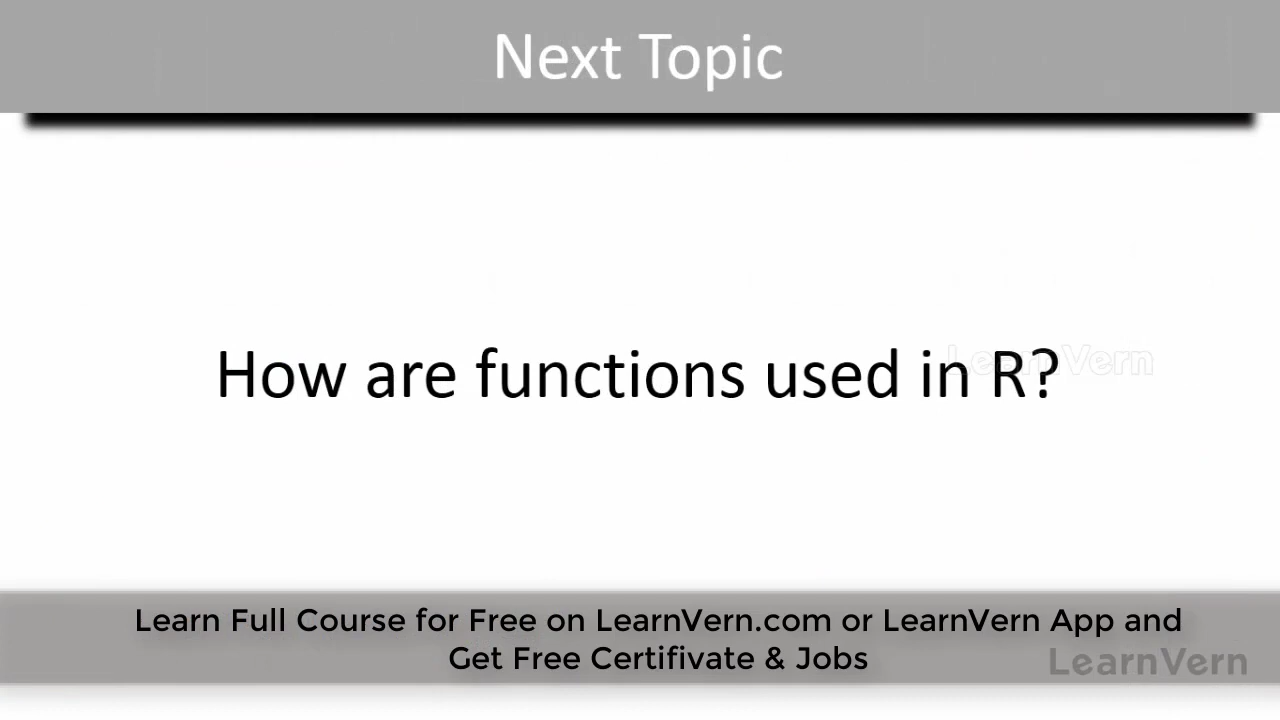 Next Topic
How are functions used in R?
LearnVern
Learn Full Course for Free on LearnVern.com or LearnVern App and
Get Free Certifivate & Jobs
LearnVern